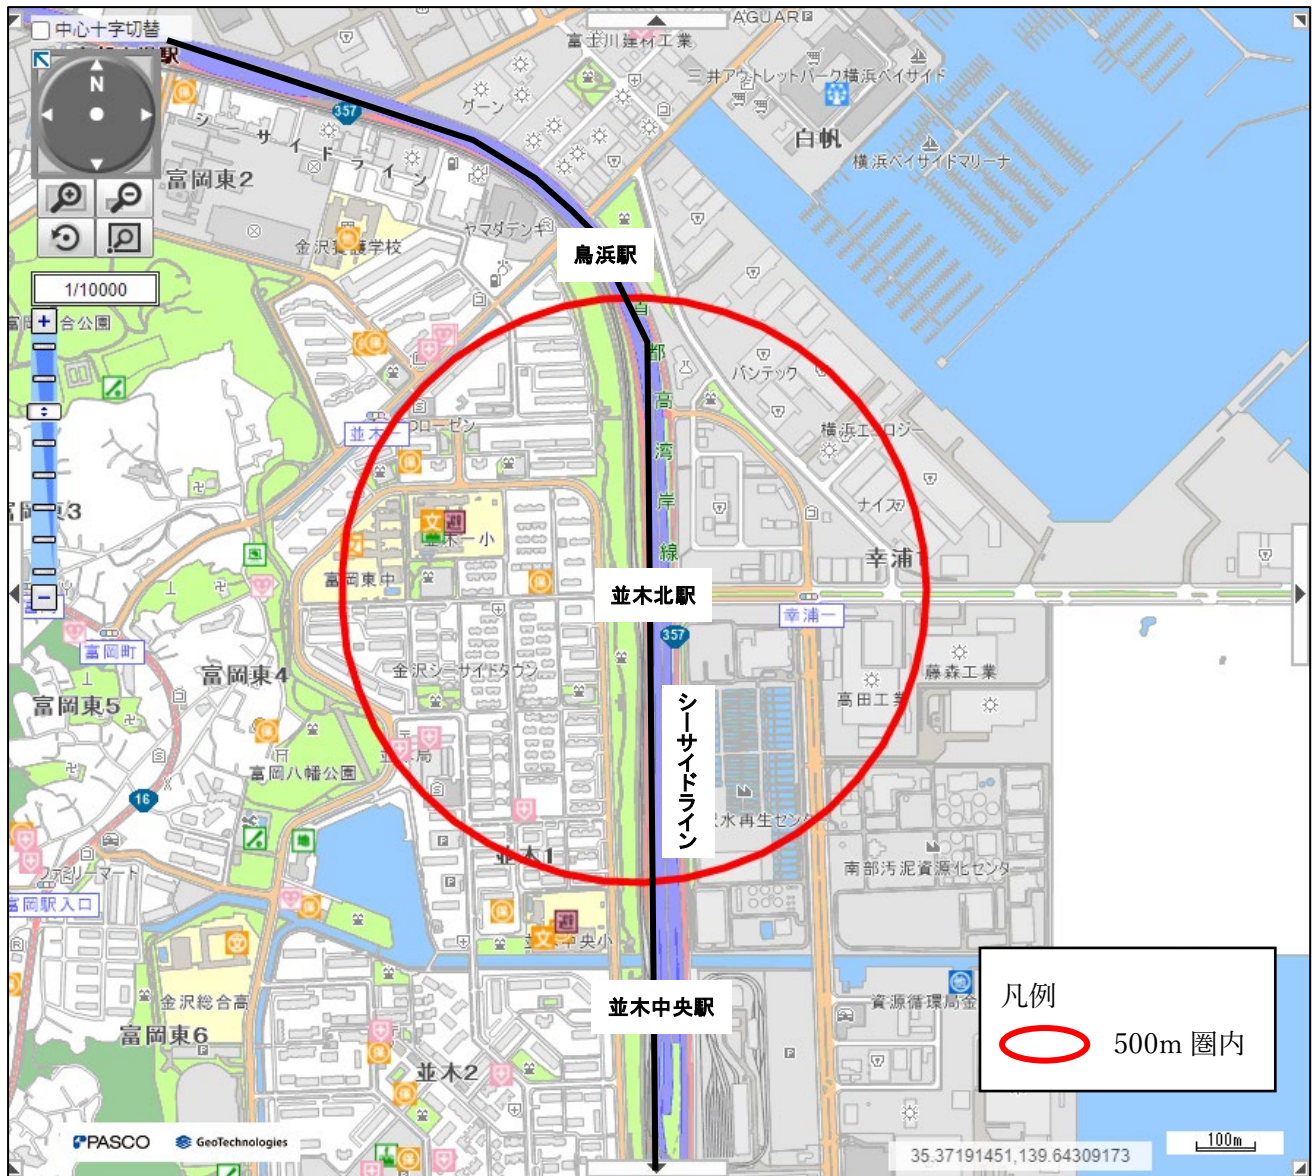 中心十字切替
N
AGUAR
富士川建材工業
三井アウトレットパーク横浜ベイサイド
グーン
357
白帆
横浜ベイサイドマリーナ
シーサイドライン
富岡東2
ヤマダデンキ
金沢養護学校
鳥浜駅
1/10000
合公園
都高湾岸線
バンテック
並木一
横浜エコロジー
ナイス
富岡東3
並木一小
幸浦1
富岡東中
並木北駅
幸浦一
357
富岡町
金沢シーサイドタウン
藤森工業
富岡東4
高田工業
富岡東5
シーサイドライン
富岡八幡公園
16
水再生セン
並木1
南部汚泥資源化センター
ファミリーマート
富岡駅入口
並木中央小
凡例
金沢総合高
並木中央駅
資源循環局金
500m 圏内
富岡東6
並木2
PASCO
GeoTechnologies
35.37191451,139.64309173
100m